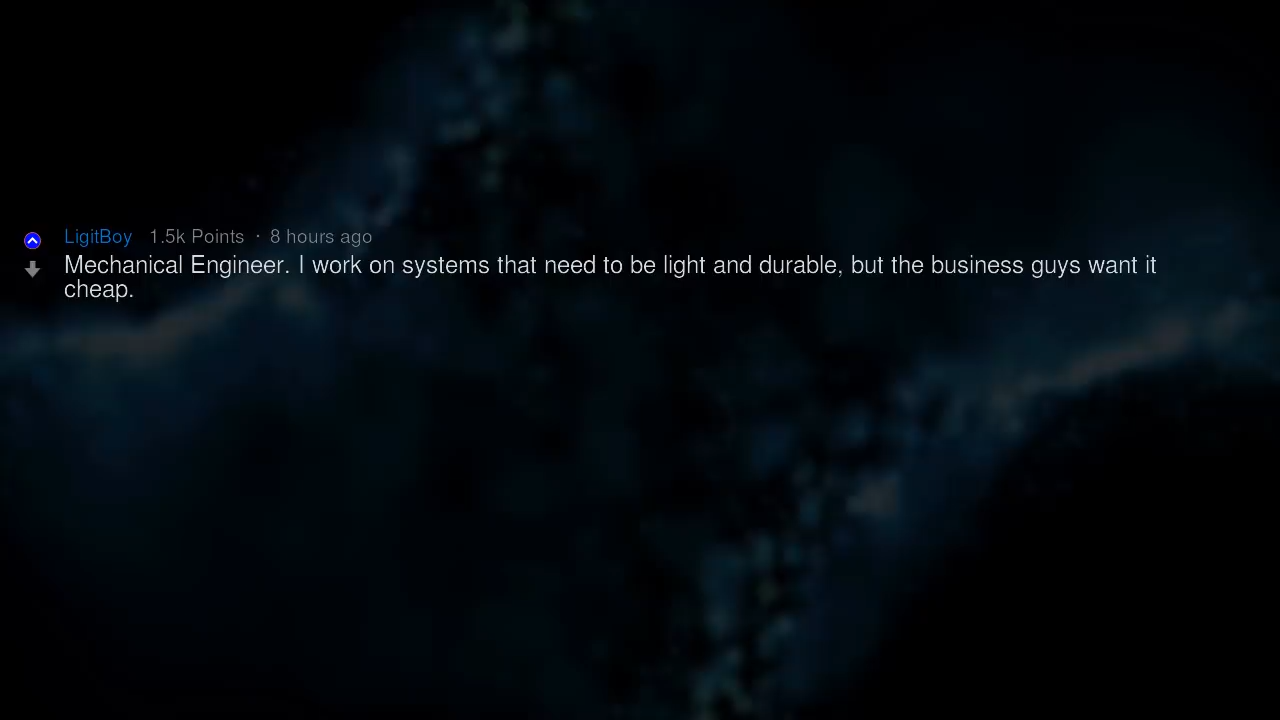 LigitBoy 1.5k Points · 8 hours ago
Mechanical Engineer. I work on systems that need to be light and durable, but the business guys want it
cheap.